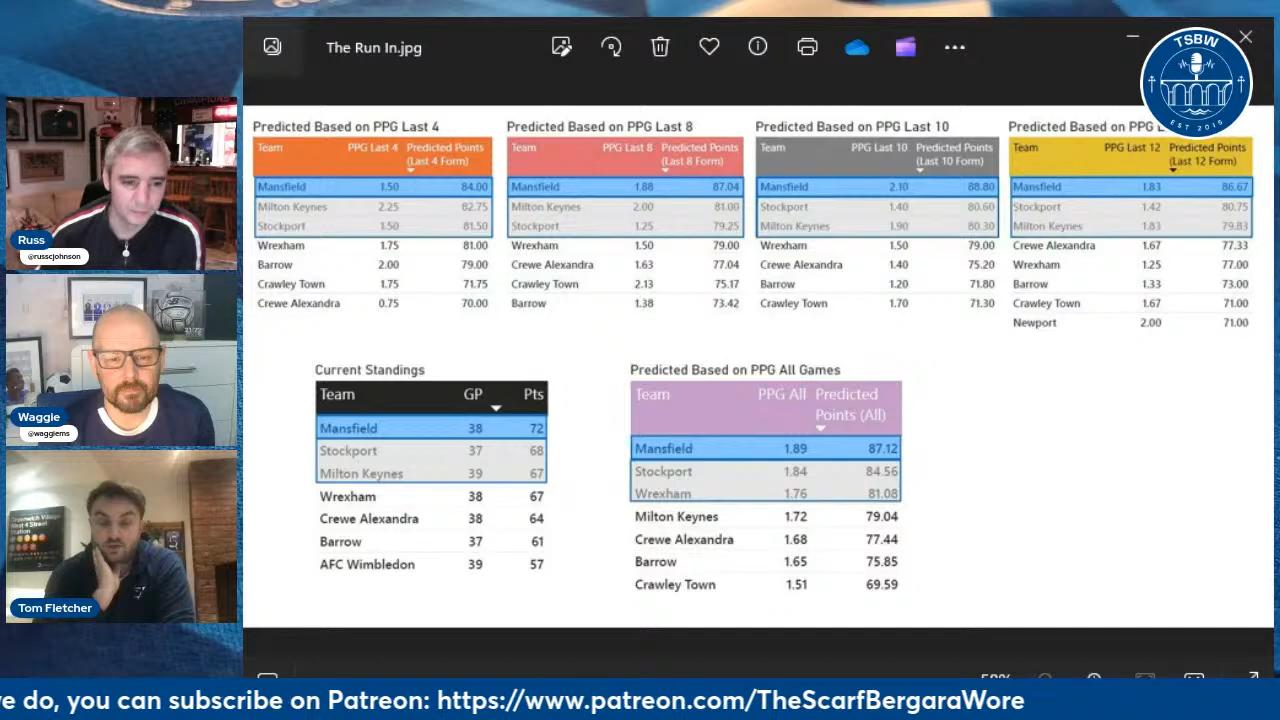 The Run In.jpg
TSBW
EST 2015
Predicted Based on PPG Last 4
Team PPG Last 4 Predicted Points (Last 4 Form)
Mansfield 1.50 84.00
Milton Keynes 2.25 82.75
Stockport 1.50 81.50
Wrexham 1.75 81.00
Barrow 2.00 79.00
Crawley Town 1.75 71.75
Crewe Alexandra 0.75 70.00
Predicted Based on PPG Last 8
Team PPG Last 8 Predicted Points (Last 8 Form)
Mansfield 1.88 87.04
Milton Keynes 2.00 81.00
Stockport 1.25 79.25
Wrexham 1.50 79.00
Crewe Alexandra 1.63 77.04
Crawley Town 2.13 75.17
Barrow 1.38 73.42
Predicted Based on PPG Last 10
Team PPG Last 10 Predicted Points (Last 10 Form)
Mansfield 2.10 88.80
Stockport 1.40 80.60
Milton Keynes 1.90 80.30
Wrexham 1.50 79.00
Crewe Alexandra 1.40 75.20
Barrow 1.20 71.80
Crawley Town 1.70 71.30
Predicted Based on PPG L
Team PPG Last 12 Predicted Points (Last 12 Form)
Mansfield 1.83 86.67
Stockport 1.42 80.75
Milton Keynes 1.83 79.83
Crewe Alexandra 1.67 77.33
Wrexham 1.25 77.00
Barrow 1.33 73.00
Crawley Town 1.67 71.00
Newport 2.00 71.00
Current Standings
Team GP Pts
Mansfield 38 72
Stockport 37 68
Milton Keynes 39 67
Wrexham 38 67
Crewe Alexandra 38 64
Barrow 37 61
AFC Wimbledon 39 57
Predicted Based on PPG All Games
Team PPG All Predicted Points (All)
Mansfield 1.89 87.12
Stockport 1.84 84.56
Wrexham 1.76 81.08
Milton Keynes 1.72 79.04
Crewe Alexandra 1.68 77.44
Barrow 1.65 75.85
Crawley Town 1.51 69.59
Russ
@russcjohnson
Waggie
@waggiems
Tom Fletcher
we do, you can subscribe on Patreon: https://www.patreon.com/TheScarfBergaraWore